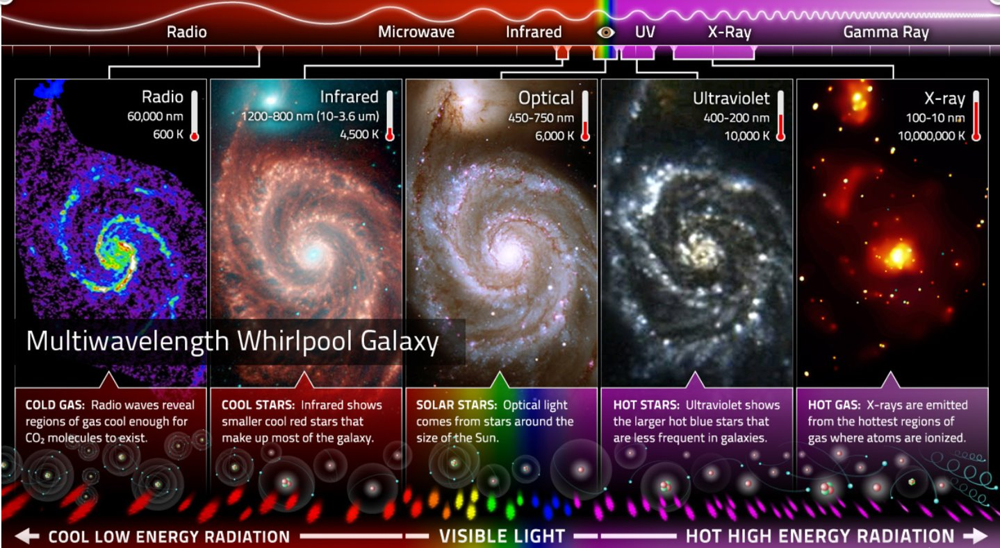 Radio
Microwave
Infrared
UV
X-Ray
Gamma Ray
Radio
60,000 nm
600 K
Infrared
1200-800 nm (10-3.6 um)
4,500 K
Optical
450-750 nm
6,000 K
Ultraviolet
400-200 nm
10,000 K
X-ray
100-10 nm
10,000,000 K
Multiwavelength Whirlpool Galaxy
COLD GAS: Radio waves reveal
regions of gas cool enough for
CO₂ molecules to exist.
COOL STARS: Infrared shows
smaller cool red stars that
make up most of the galaxy.
SOLAR STARS: Optical light
comes from stars around the
size of the Sun.
HOT STARS: Ultraviolet shows
the larger hot blue stars that
are less frequent in galaxies.
HOT GAS: X-rays are emitted
from the hottest regions of
gas where atoms are ionized.
COOL LOW ENERGY RADIATION
VISIBLE LIGHT
HOT HIGH ENERGY RADIATION